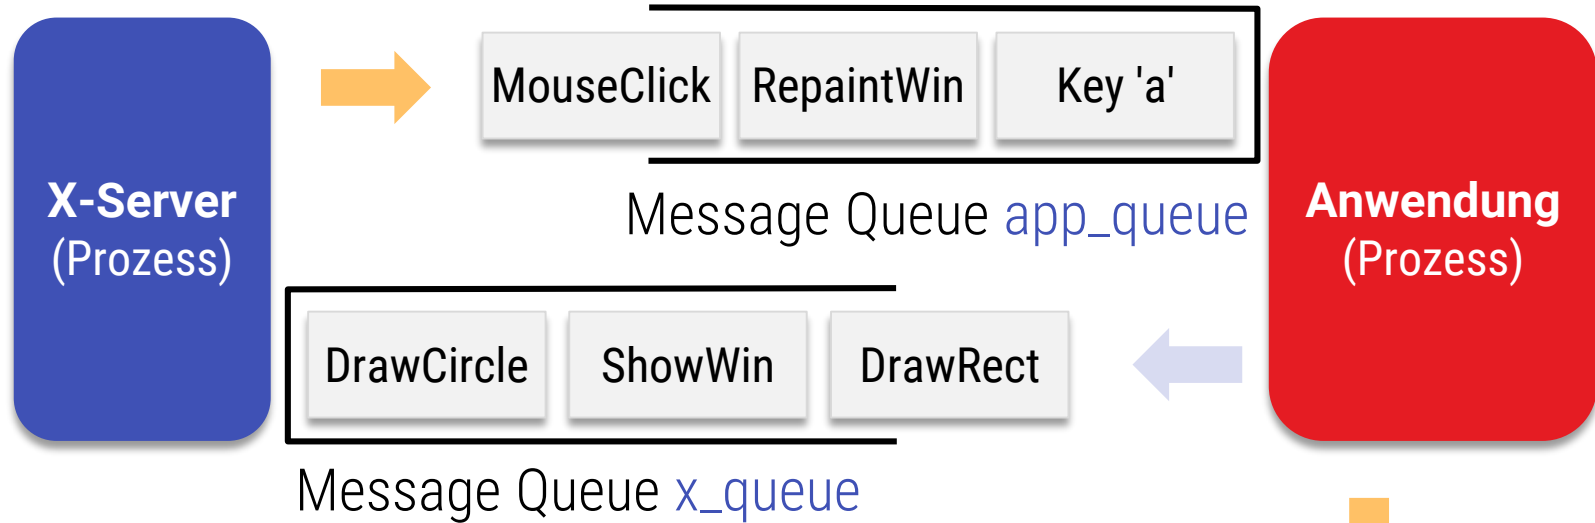 MouseClick RepaintWin Key 'a'
X-Server
(Prozess)
Message Queue app_queue
Anwendung
(Prozess)
DrawCircle ShowWin DrawRect
Message Queue x_queue